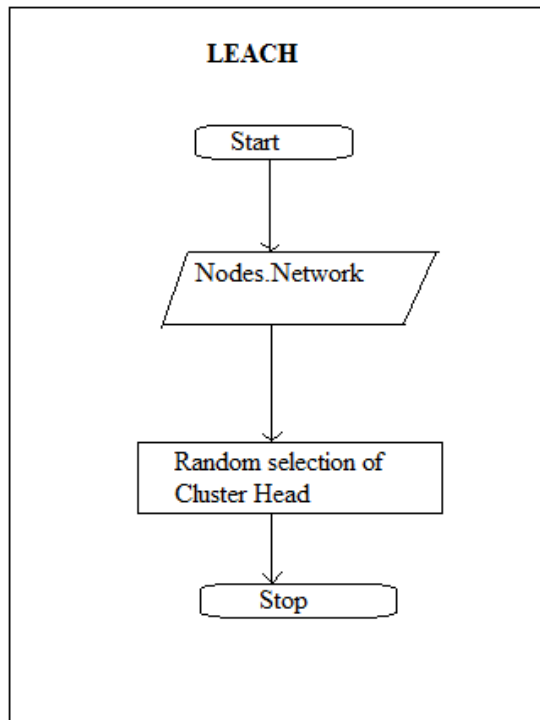 LEACH
Start
Nodes.Network
Random selection of
Cluster Head
Stop